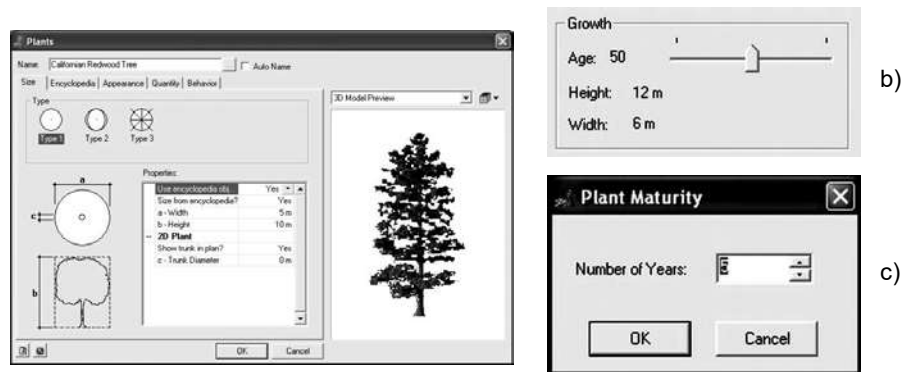 Plants
Name: Californian Redwood Tree Auto Name
Size Encyclopedia Appearance Quantity Behavior
Type
Type 1 Type 2 Type 3
a
c
b
Properties:
Use encyclopedia obj. Yes
Size from encyclopedia? Yes
a - Width 5 m
b - Height 10 m
2D Plant
Show trunk in plan? Yes
c - Trunk Diameter 0 m
3D Model Preview
OK Cancel
Growth
Age: 50
Height: 12 m
Width: 6 m
b)
Plant Maturity
Number of Years:
OK Cancel
c)